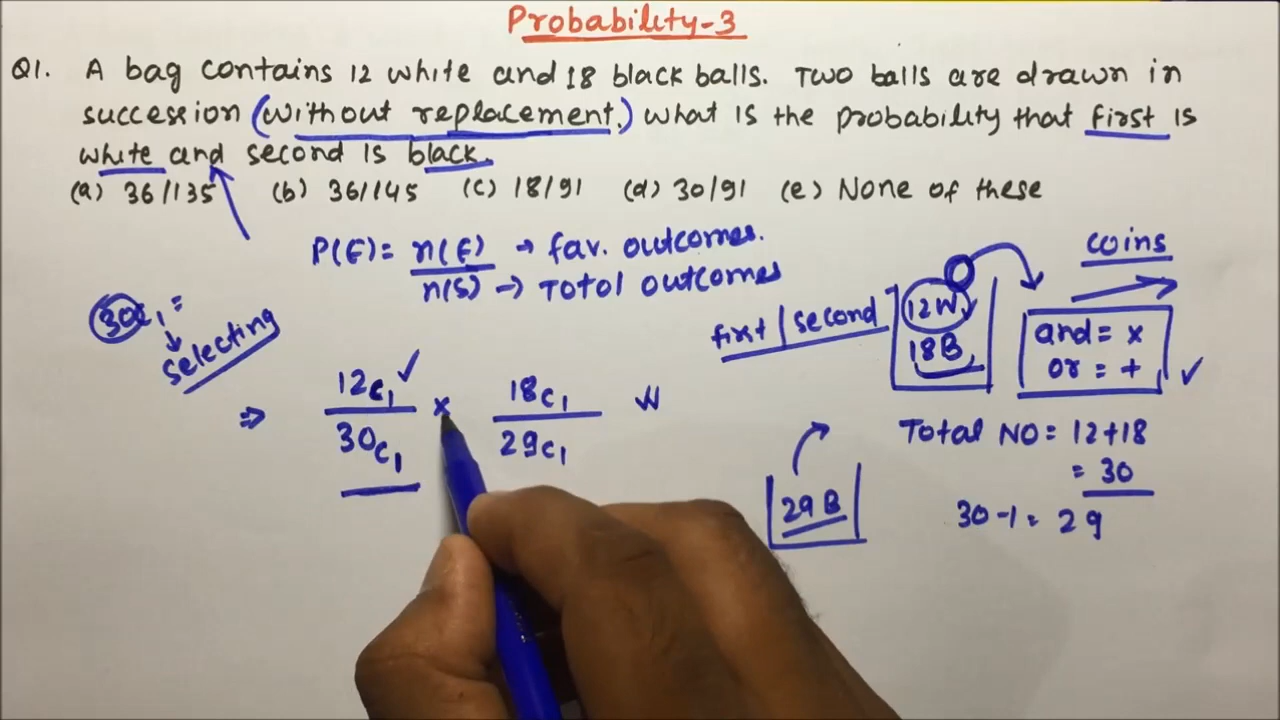 Probability-3
Q1. A bag contains 12 white and 18 black balls. Two balls are drawn in
succession (without replacement.) what is the probability that first is
white and second is black.
(a) 36/135 (b) 36/145 (c) 18/91 (d) 30/91 (e) None of these
P(E)= n(E) → fav. outcomes.
n(S) → Total outcomes
30c1 =
selecting
⇒ 12c1 × 18c1
30c1 29c1
first/second
12W
18B
coins
and = x
or = +
Total NO = 12+18
= 30
30-1 = 29
29 B